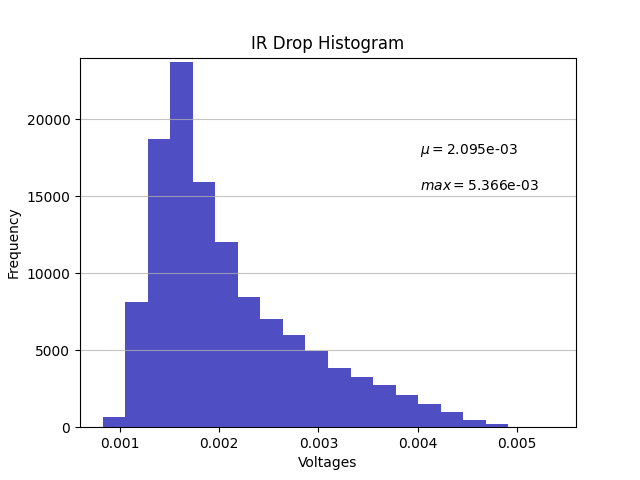 IR Drop Histogram
20000
15000
10000
5000
0
Frequency
μ = 2.095e-03
max = 5.366e-03
0.001 0.002 0.003 0.004 0.005
Voltages